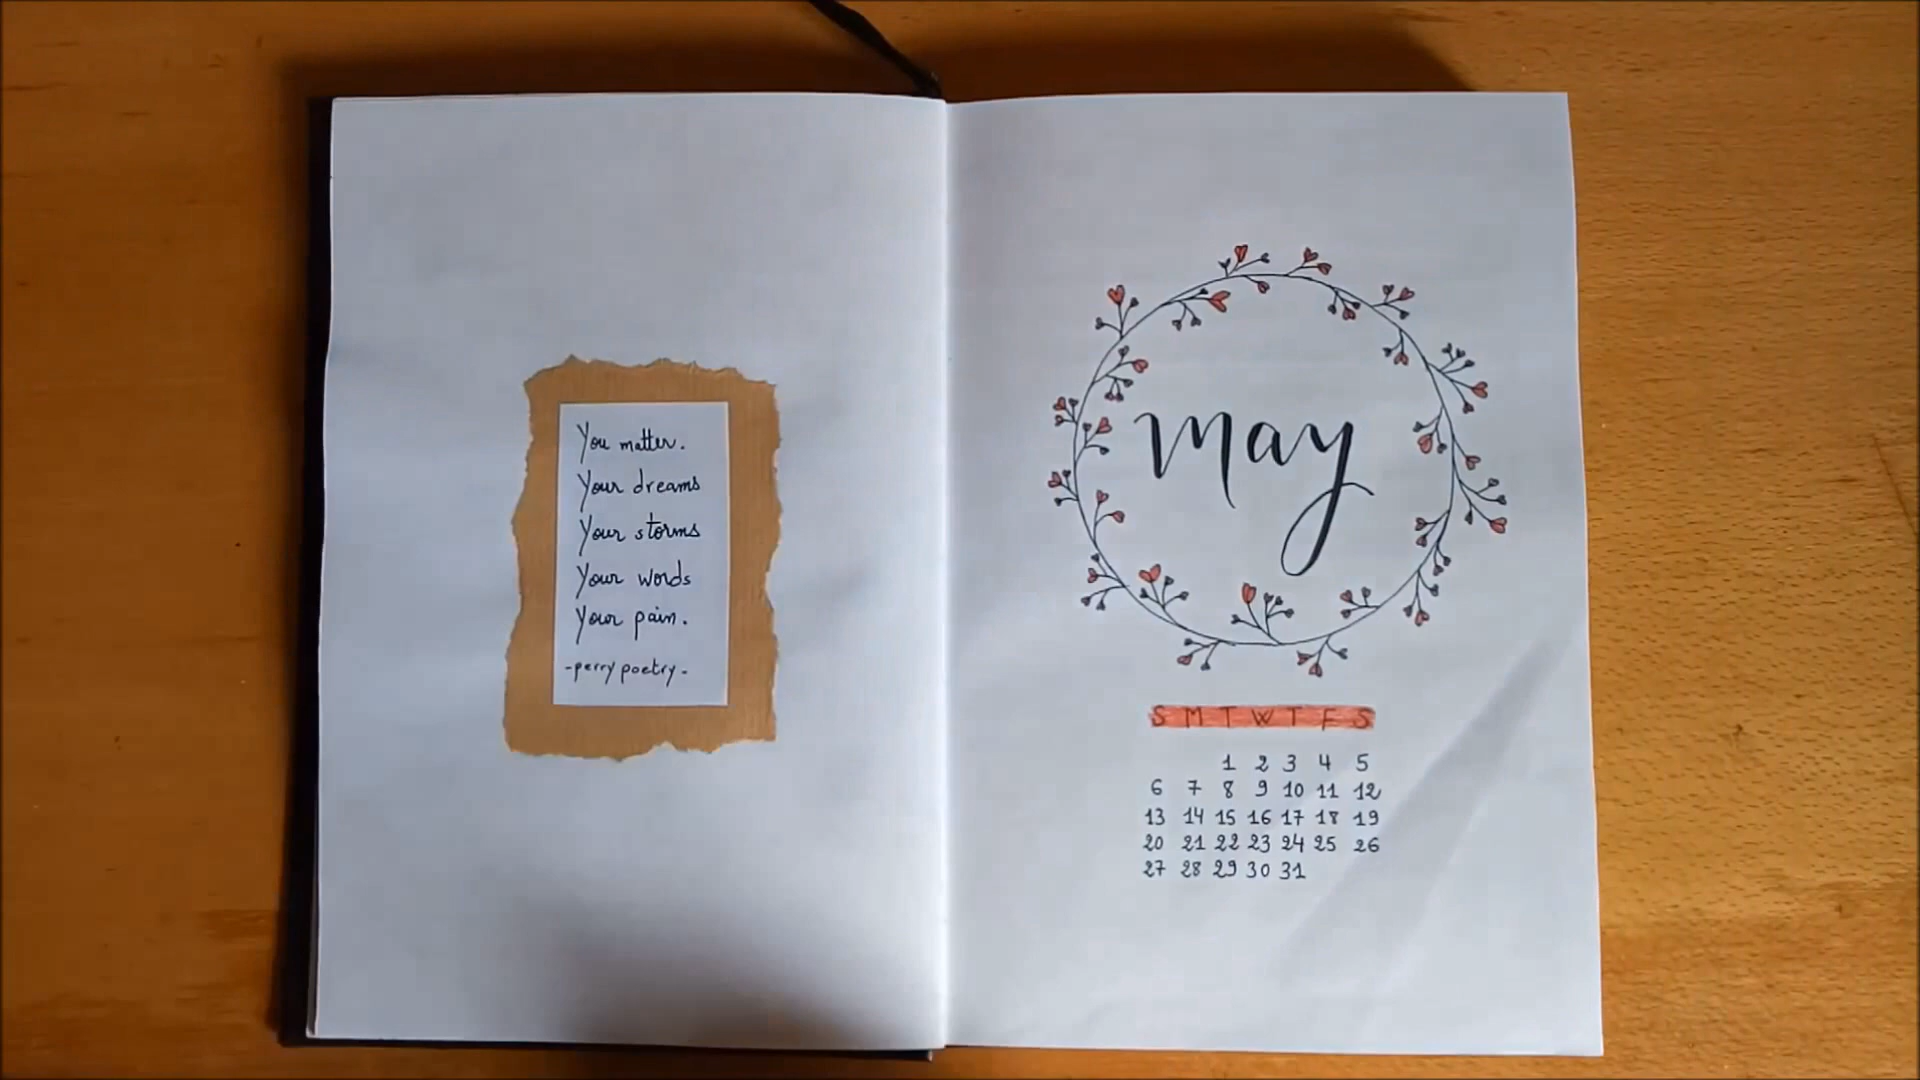 You matter.
Your dreams
Your storms
Your words
Your pain.
-perry poetry-
May
S M T W T F S
1 2 3 4 5
6 7 8 9 10 11 12
13 14 15 16 17 18 19
20 21 22 23 24 25 26
27 28 29 30 31